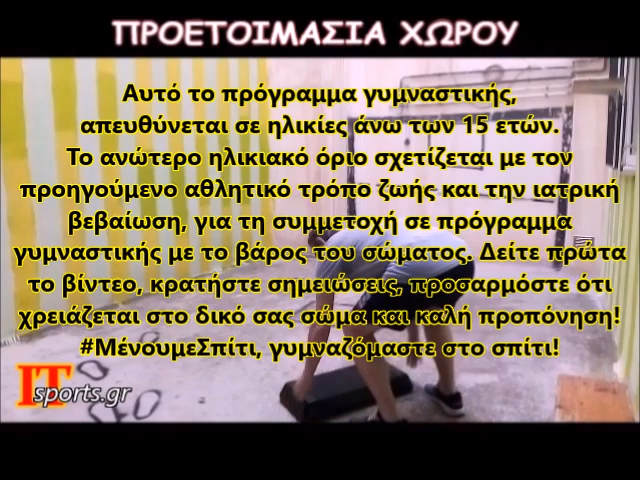 ΠΡΟΕΤΟΙΜΑΣΙΑ ΧΩΡΟΥ
Αυτό το πρόγραμμα γυμναστικής,
απευθύνεται σε ηλικίες άνω των 15 ετών.
Το ανώτερο ηλικιακό όριο σχετίζεται με τον
προηγούμενο αθλητικό τρόπο ζωής και την ιατρική
βεβαίωση, για τη συμμετοχή σε πρόγραμμα
γυμναστικής με το βάρος του σώματος. Δείτε πρώτα
το βίντεο, κρατήστε σημειώσεις, προσαρμόστε ότι
χρειάζεται στο δικό σας σώμα και καλή προπόνηση!
#ΜένουμεΣπίτι, γυμναζόμαστε στο σπίτι!
IT
sports.gr